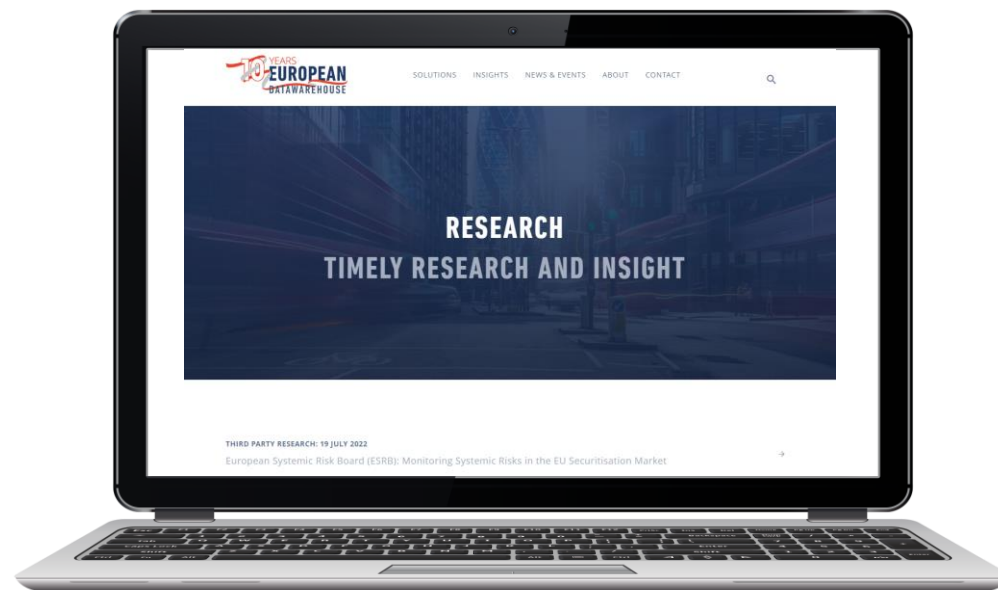 10 YEARS
EUROPEAN
DATAWAREHOUSE
SOLUTIONS INSIGHTS NEWS & EVENTS ABOUT CONTACT
RESEARCH
TIMELY RESEARCH AND INSIGHT
THIRD PARTY RESEARCH: 19 JULY 2022
European Systemic Risk Board (ESRB): Monitoring Systemic Risks in the EU Securitisation Market